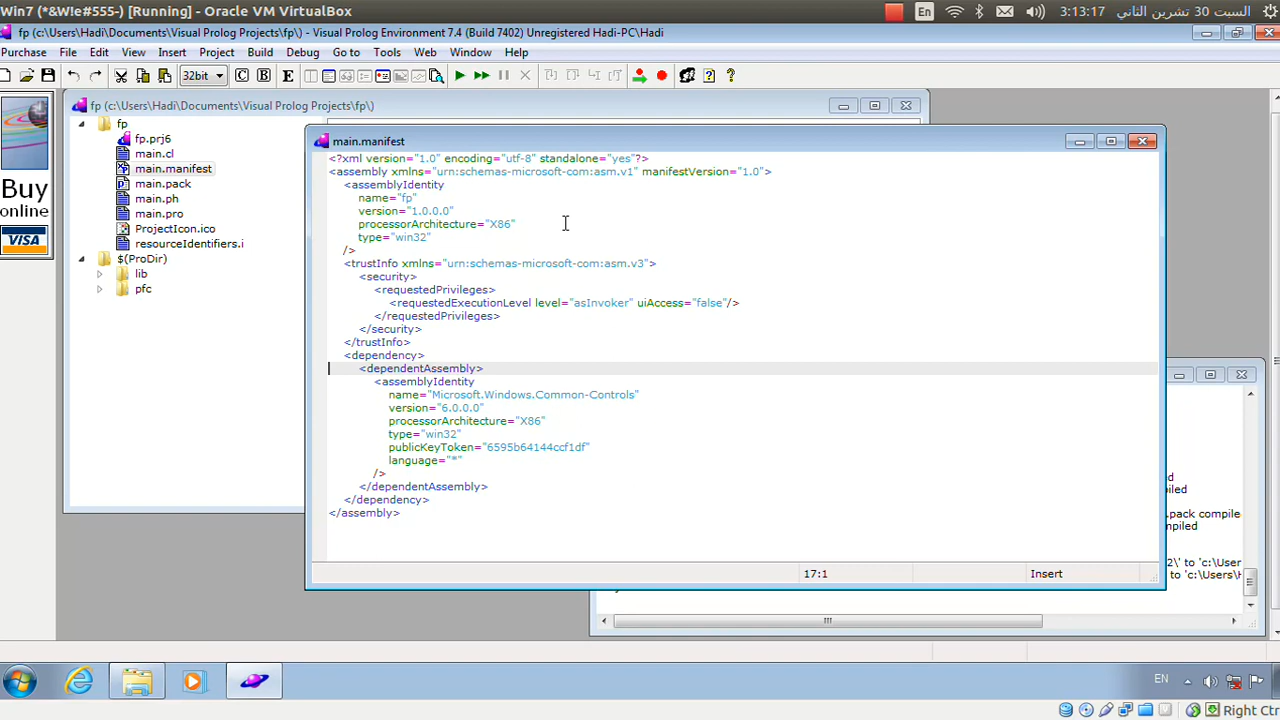 Win7 (*&W!e#555-) [Running] - Oracle VM VirtualBox
En
3:13:17 السبت 30 تشرين الثاني
fp (c:\Users\Hadi\Documents\Visual Prolog Projects\fp\) - Visual Prolog Environment 7.4 (Build 7402) Unregistered Hadi-PC\Hadi
Purchase File Edit View Insert Project Build Debug Go to Tools Web Window Help
32bit C B E
fp (c:\Users\Hadi\Documents\Visual Prolog Projects\fp\)
Buy
online
VISA
fp
fp.prj6
main.cl
main.manifest
main.pack
main.ph
main.pro
ProjectIcon.ico
resourceIdentifiers.i
$(ProDir)
lib
pfc
main.manifest
<?xml version="1.0" encoding="utf-8" standalone="yes"?>
<assembly xmlns="urn:schemas-microsoft-com:asm.v1" manifestVersion="1.0">
<assemblyIdentity
name="fp"
version="1.0.0.0"
processorArchitecture="X86"
type="win32"
/>
<trustInfo xmlns="urn:schemas-microsoft-com:asm.v3">
<security>
<requestedPrivileges>
<requestedExecutionLevel level="asInvoker" uiAccess="false"/>
</requestedPrivileges>
</security>
</trustInfo>
<dependency>
<dependentAssembly>
<assemblyIdentity
name="Microsoft.Windows.Common-Controls"
version="6.0.0.0"
processorArchitecture="X86"
type="win32"
publicKeyToken="6595b64144ccf1df"
language="*"
/>
</dependentAssembly>
</dependency>
</assembly>
17:1 Insert
.pack compile
2\' to 'c:\User
to 'c:\Users\H
EN
Right Ctrl